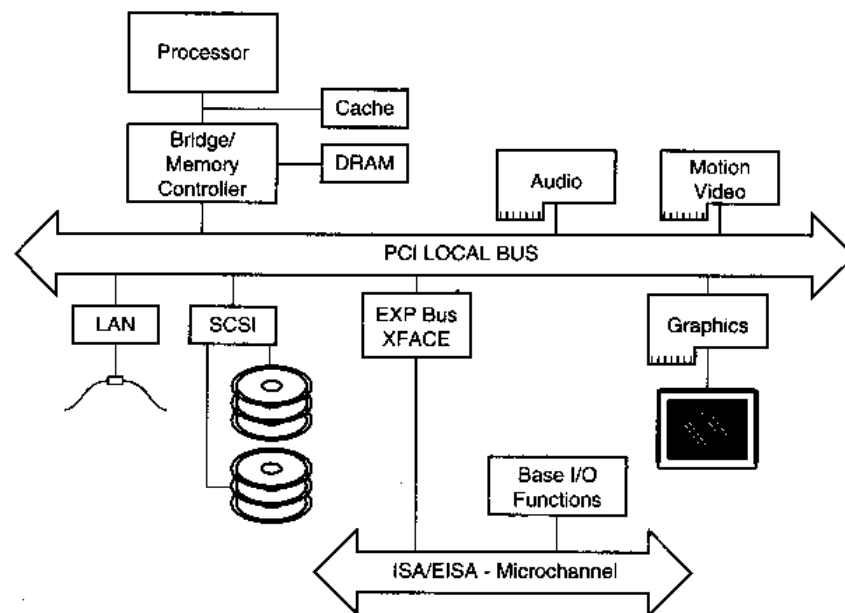 Processor
Cache
Bridge/
Memory
Controller
DRAM
Audio
Motion
Video
PCI LOCAL BUS
LAN
SCSI
EXP Bus
XFACE
Graphics
Base I/O
Functions
ISA/EISA - Microchannel